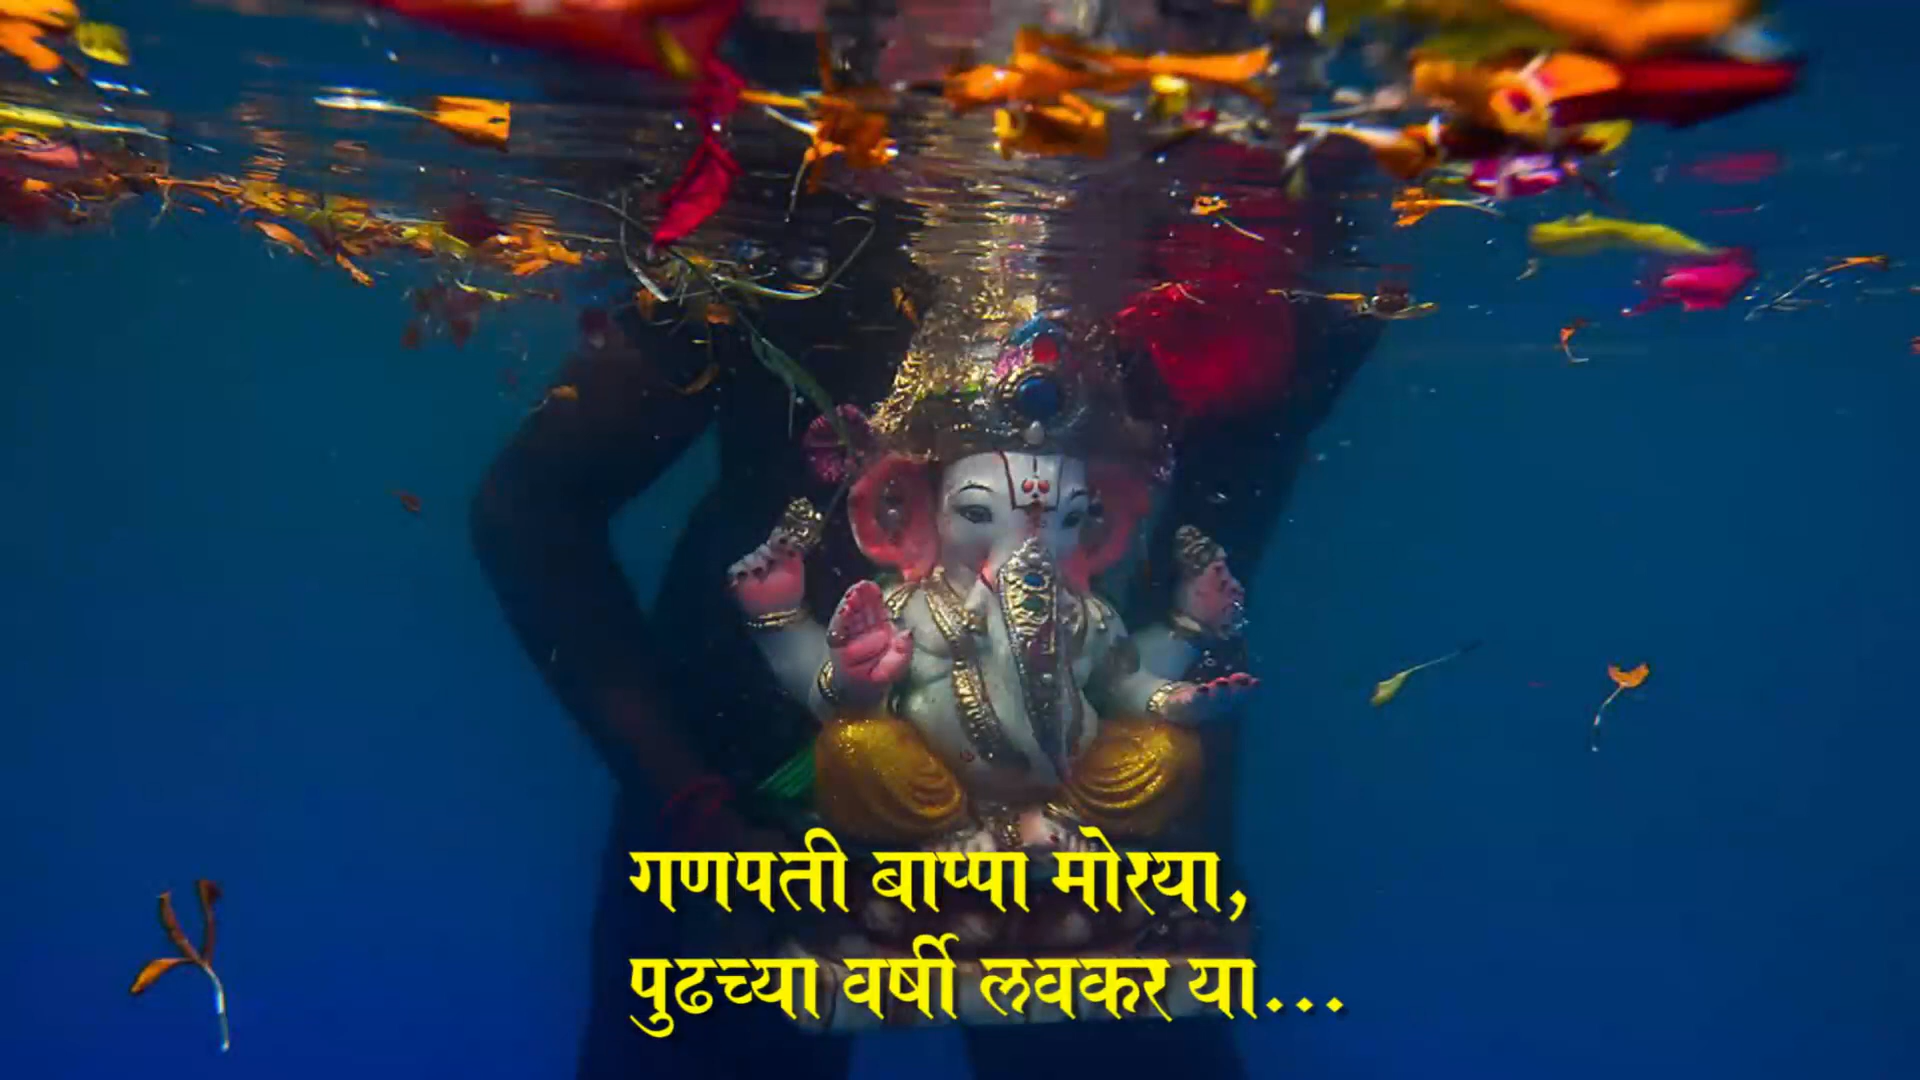 गणपती बाप्पा मोरया,
पुढच्या वर्षी लवकर या...